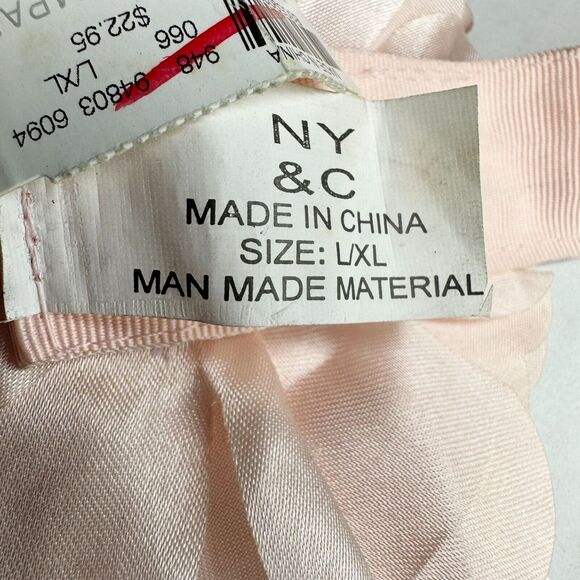 NY
&C
MADE IN CHINA
SIZE: L/XL
MAN MADE MATERIAL
948 94803 6094
066 L/XL
$22.95